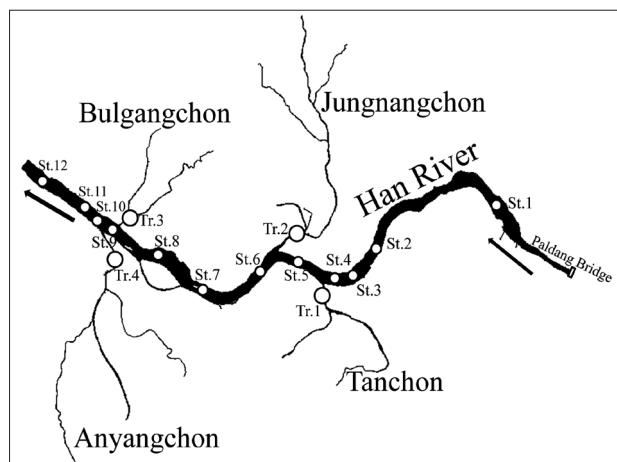 Bulgangchon
Jungnangchon
Han River
St.12
St.11
St.10
St.9
Tr.3
Tr.4
St.8
St.7
St.6
Tr.2
St.5
St.4
St.3
St.2
St.1
Tr.1
Paldang Bridge
Tanchon
Anyangchon